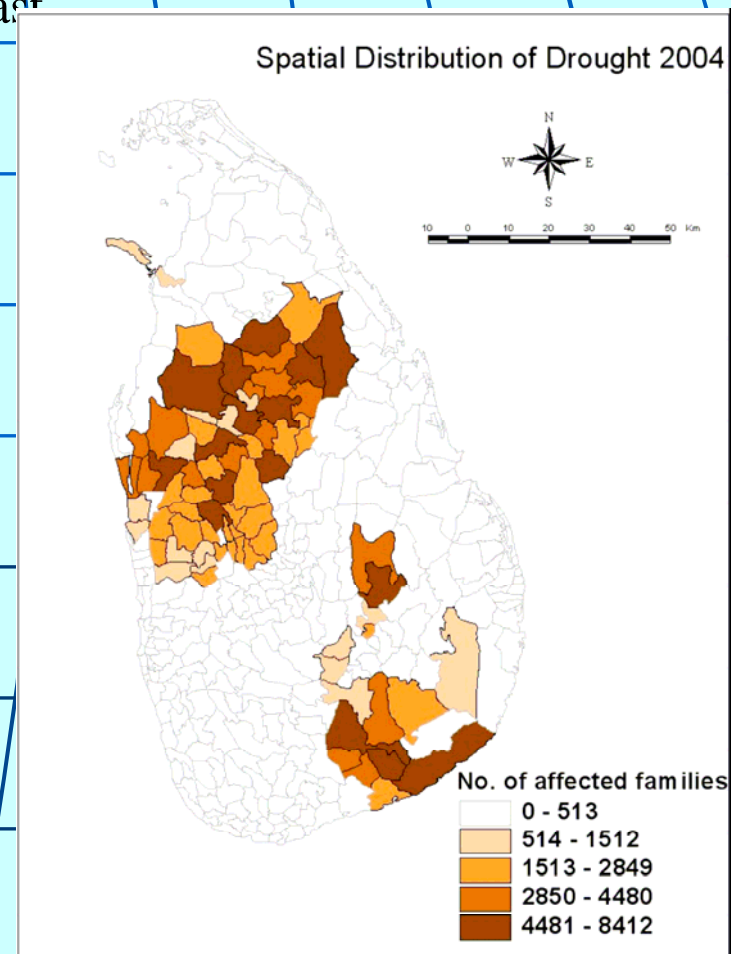 ast
Spatial Distribution of Drought 2004
N
W E
S
10 0 10 20 30 40 50 Km
No. of affected families
0 - 513
514 - 1512
1513 - 2849
2850 - 4480
4481 - 8412